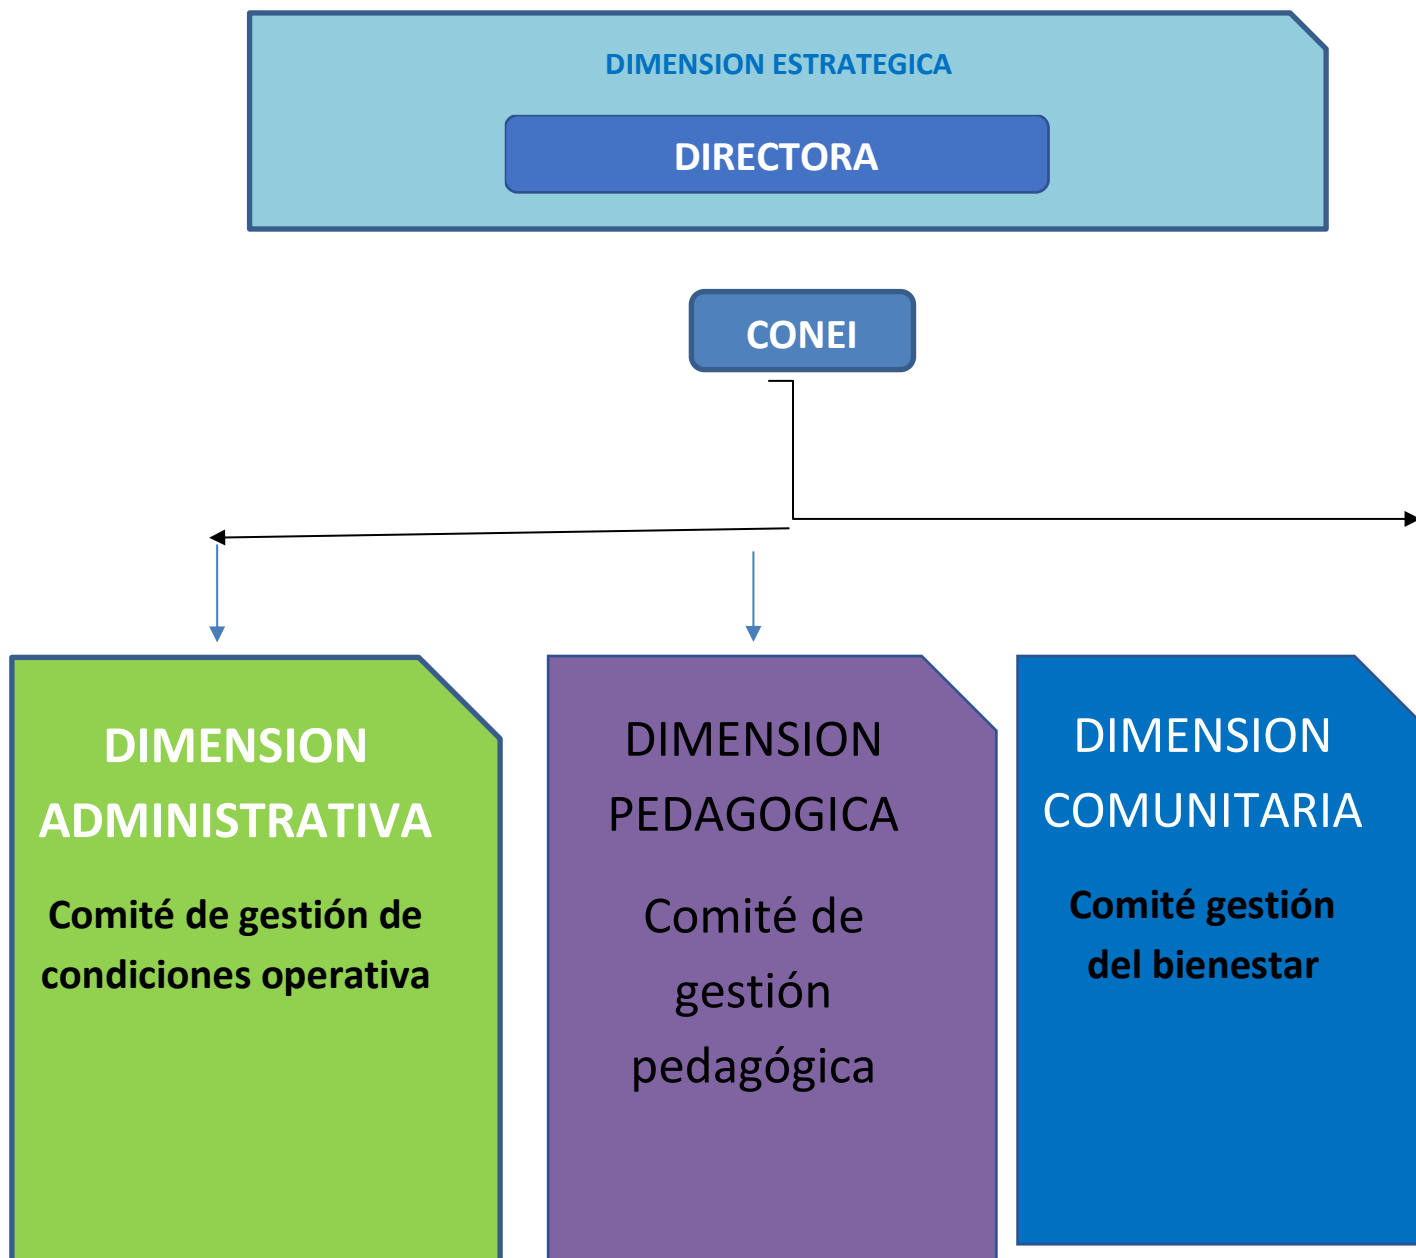 DIMENSION ESTRATEGICA
DIRECTORA
CONEI
DIMENSION
ADMINISTRATIVA
Comité de gestión de
condiciones operativa
DIMENSION
PEDAGOGICA
Comité de
gestión
pedagógica
DIMENSION
COMUNITARIA
Comité gestión
del bienestar